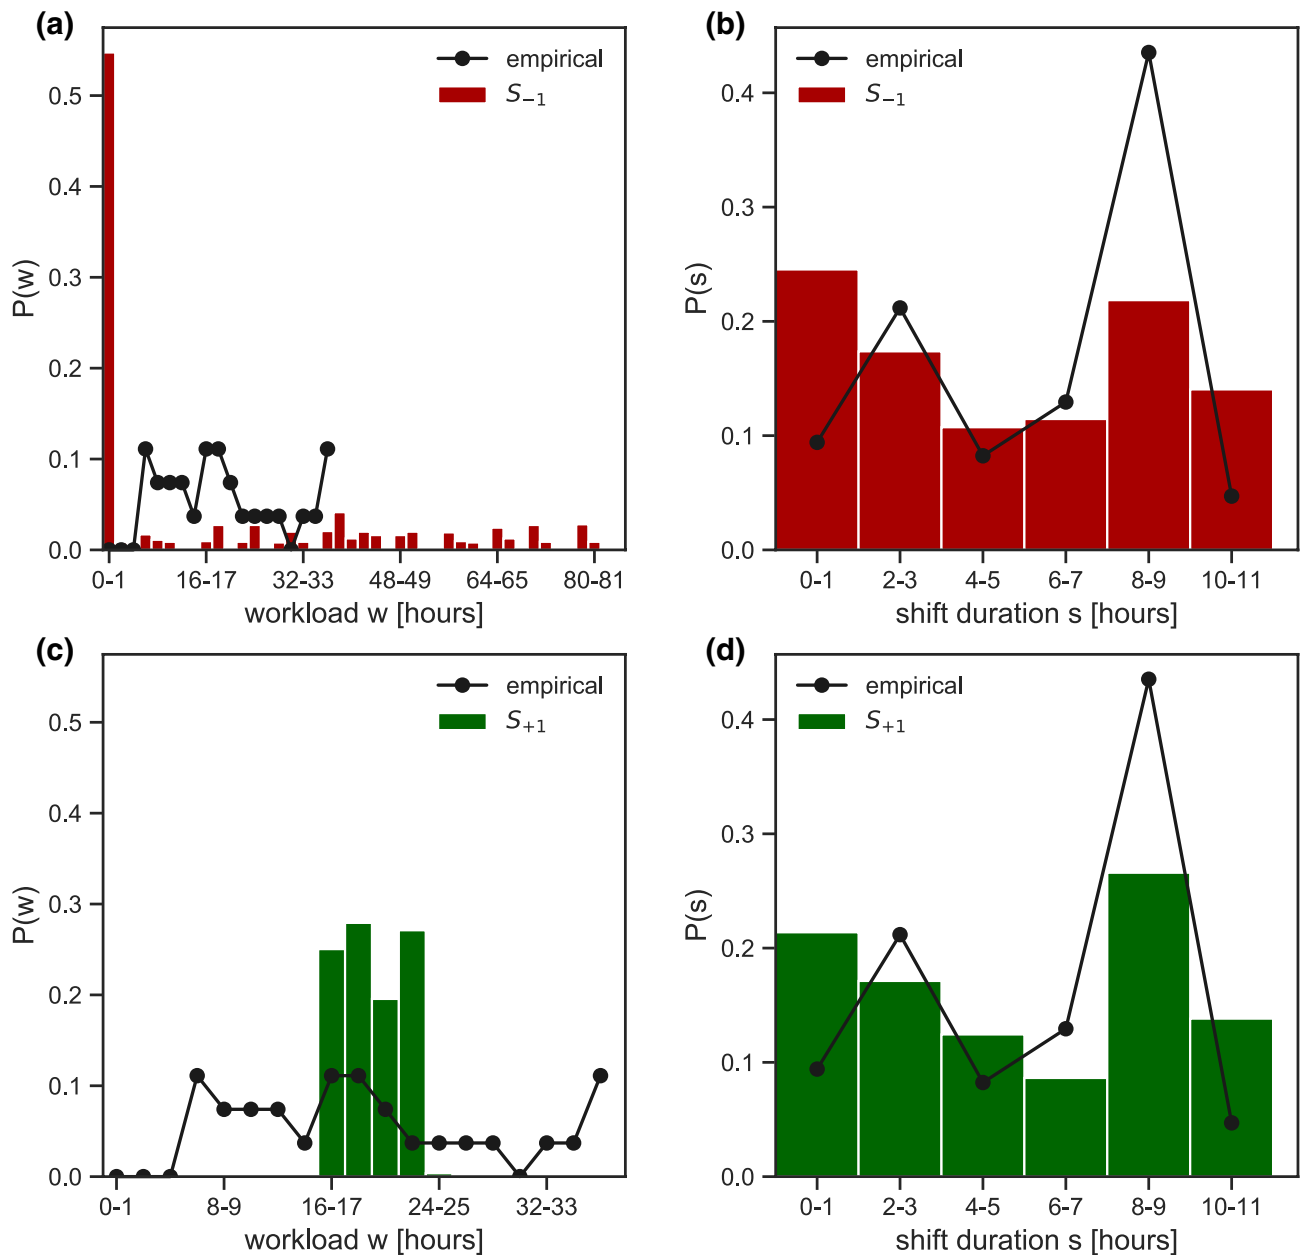 (a)
empirical
S₋₁
0.5
0.4
0.3
0.2
0.1
0.0
P(w)
0-1 16-17 32-33 48-49 64-65 80-81
workload w [hours]
(b)
empirical
S₋₁
0.4
0.3
0.2
0.1
0.0
P(s)
0-1 2-3 4-5 6-7 8-9 10-11
shift duration s [hours]
(c)
empirical
S₊₁
0.5
0.4
0.3
0.2
0.1
0.0
P(w)
0-1 8-9 16-17 24-25 32-33
workload w [hours]
(d)
empirical
S₊₁
0.4
0.3
0.2
0.1
0.0
P(s)
0-1 2-3 4-5 6-7 8-9 10-11
shift duration s [hours]